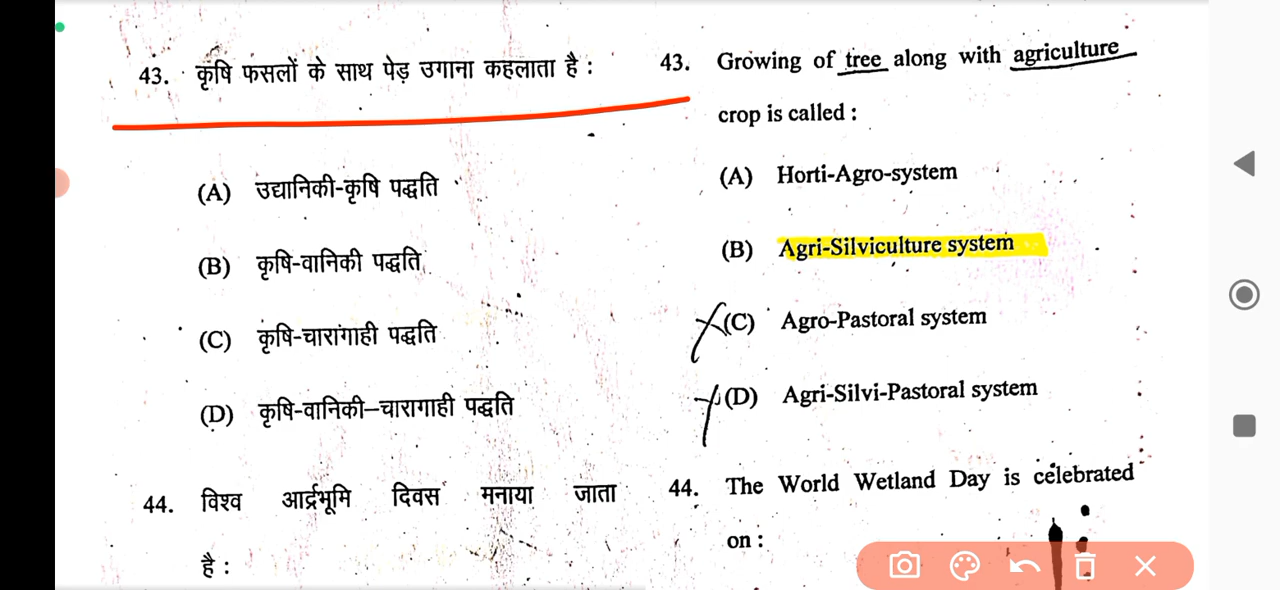 43. कृषि फसलों के साथ पेड़ उगाना कहलाता है :
(A) उद्यानिकी-कृषि पद्धति
(B) कृषि-वानिकी पद्धति
(C) कृषि-चारागाही पद्धति
(D) कृषि-वानिकी–चारागाही पद्धति
44. विश्व आर्द्रभूमि दिवस मनाया जाता
है :
43. Growing of tree along with agriculture
crop is called :
(A) Horti-Agro-system
(B) Agri-Silviculture system
(C) Agro-Pastoral system
(D) Agri-Silvi-Pastoral system
44. The World Wetland Day is celebrated
on :